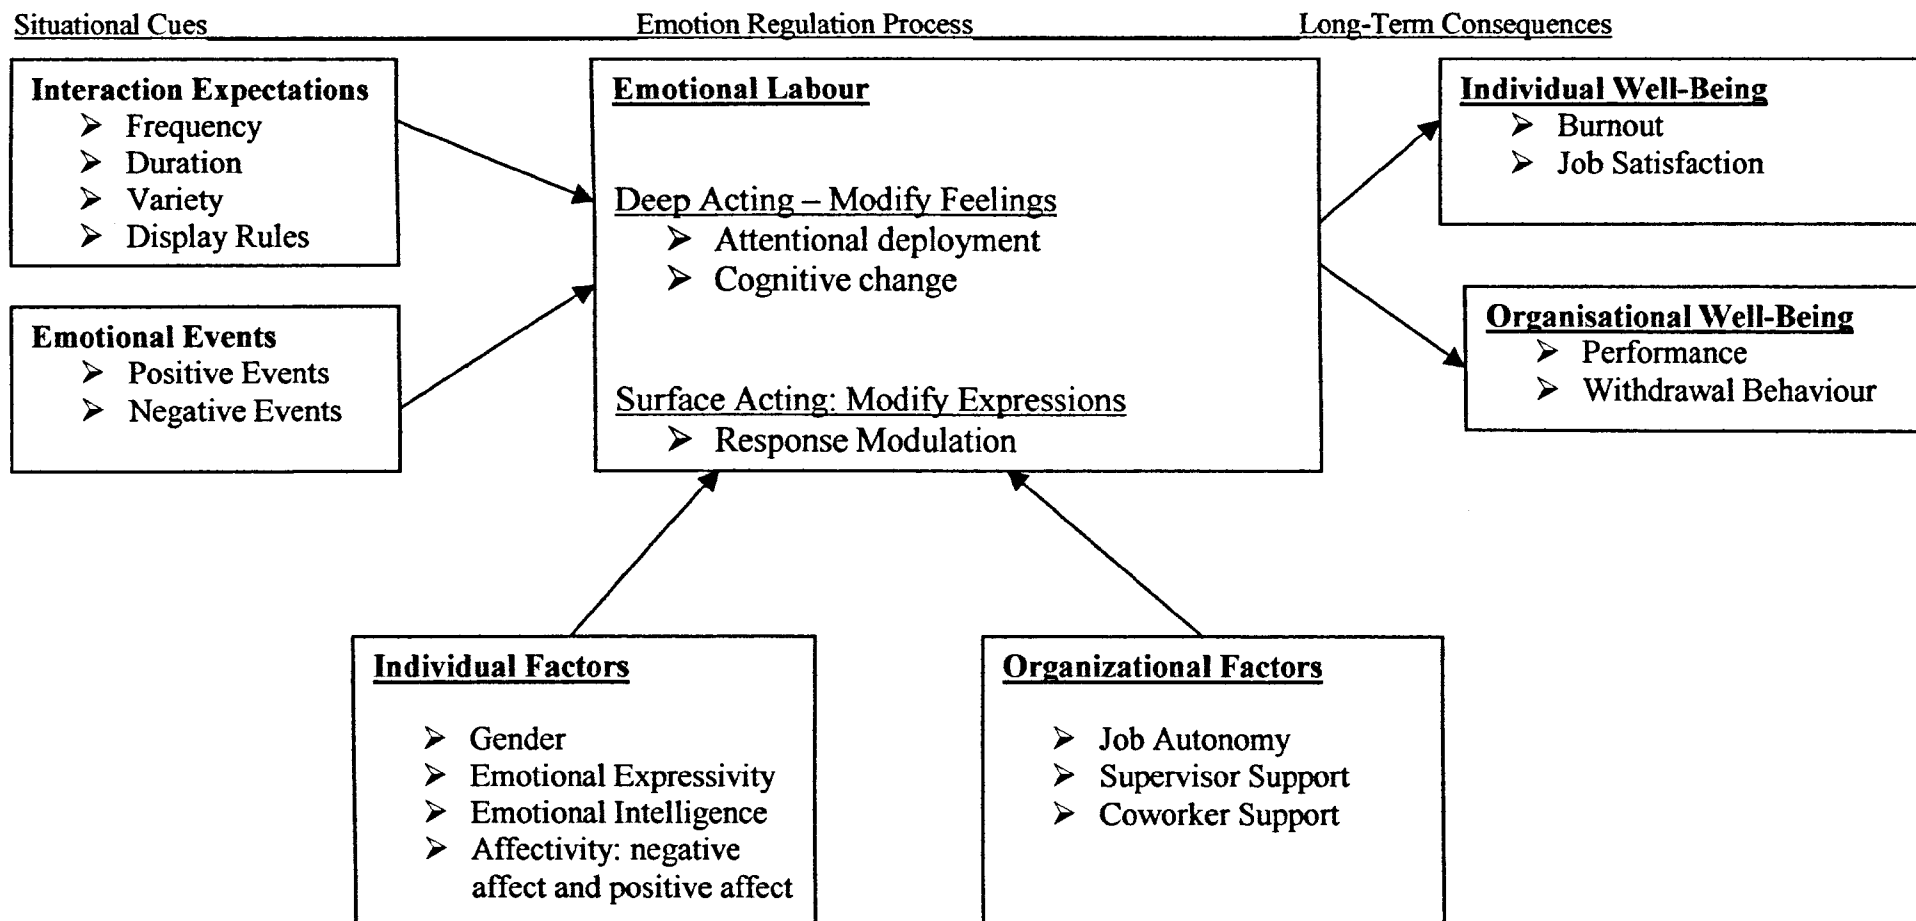 Situational Cues Emotion Regulation Process Long-Term Consequences
Interaction Expectations
➢ Frequency
➢ Duration
➢ Variety
➢ Display Rules
Emotional Events
➢ Positive Events
➢ Negative Events
Emotional Labour
Deep Acting – Modify Feelings
➢ Attentional deployment
➢ Cognitive change
Surface Acting: Modify Expressions
➢ Response Modulation
Individual Well-Being
➢ Burnout
➢ Job Satisfaction
Organisational Well-Being
➢ Performance
➢ Withdrawal Behaviour
Individual Factors
➢ Gender
➢ Emotional Expressivity
➢ Emotional Intelligence
➢ Affectivity: negative
affect and positive affect
Organizational Factors
➢ Job Autonomy
➢ Supervisor Support
➢ Coworker Support